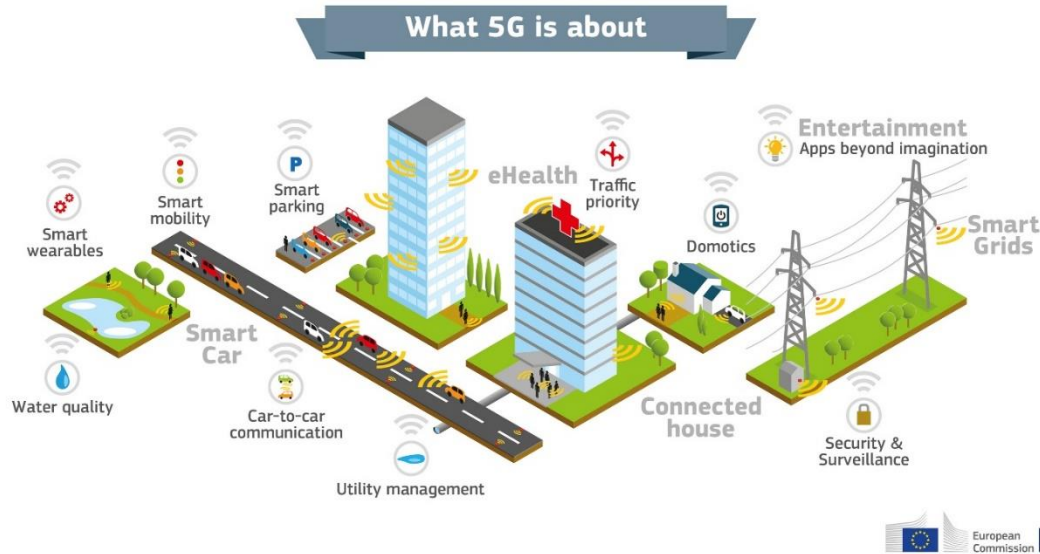 What 5G is about
Entertainment
Apps beyond imagination
eHealth
Traffic
priority
P
Smart
parking
Smart
mobility
Smart
wearables
Domotics
Smart
Grids
Smart
Car
Water quality
Car-to-car
communication
Connected
house
Security &
Surveillance
Utility management
European
Commission